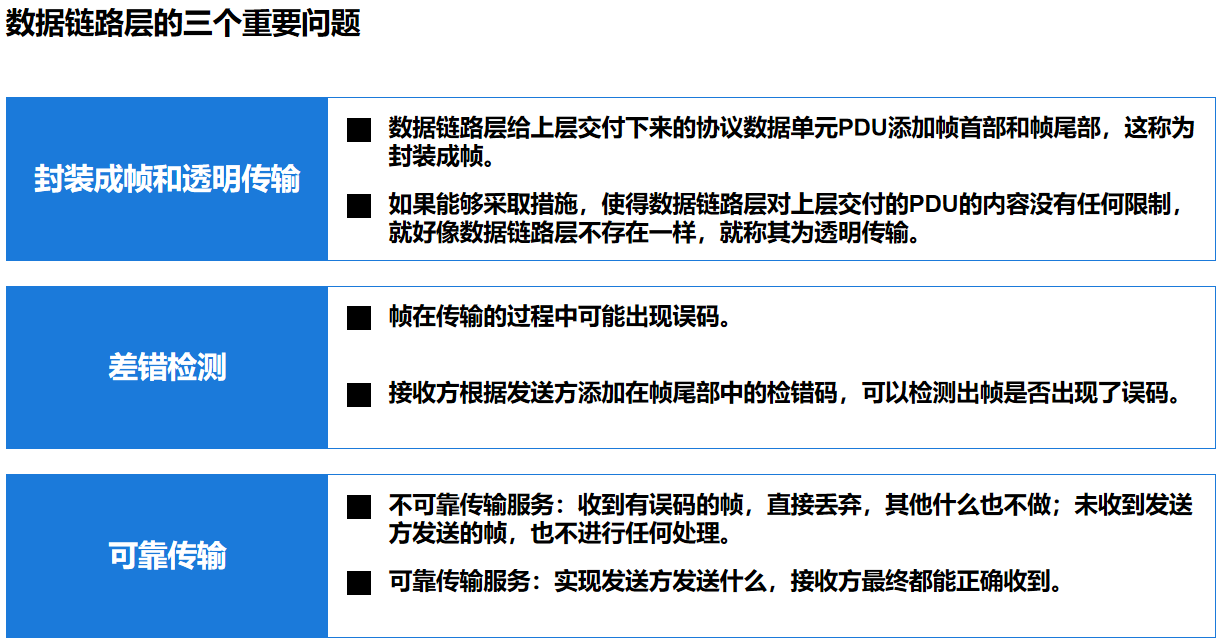 数据链路层的三个重要问题
封装成帧和透明传输
■ 数据链路层给上层交付下来的协议数据单元PDU添加帧首部和帧尾部，这称为
封装成帧。
■ 如果能够采取措施，使得数据链路层对上层交付的PDU的内容没有任何限制，
就好像数据链路层不存在一样，就称其为透明传输。
差错检测
■ 帧在传输的过程中可能出现误码。
■ 接收方根据发送方添加在帧尾部中的检错码，可以检测出帧是否出现了误码。
可靠传输
■ 不可靠传输服务：收到有误码的帧，直接丢弃，其他什么也不做；未收到发送
方发送的帧，也不进行任何处理。
■ 可靠传输服务：实现发送方发送什么，接收方最终都能正确收到。